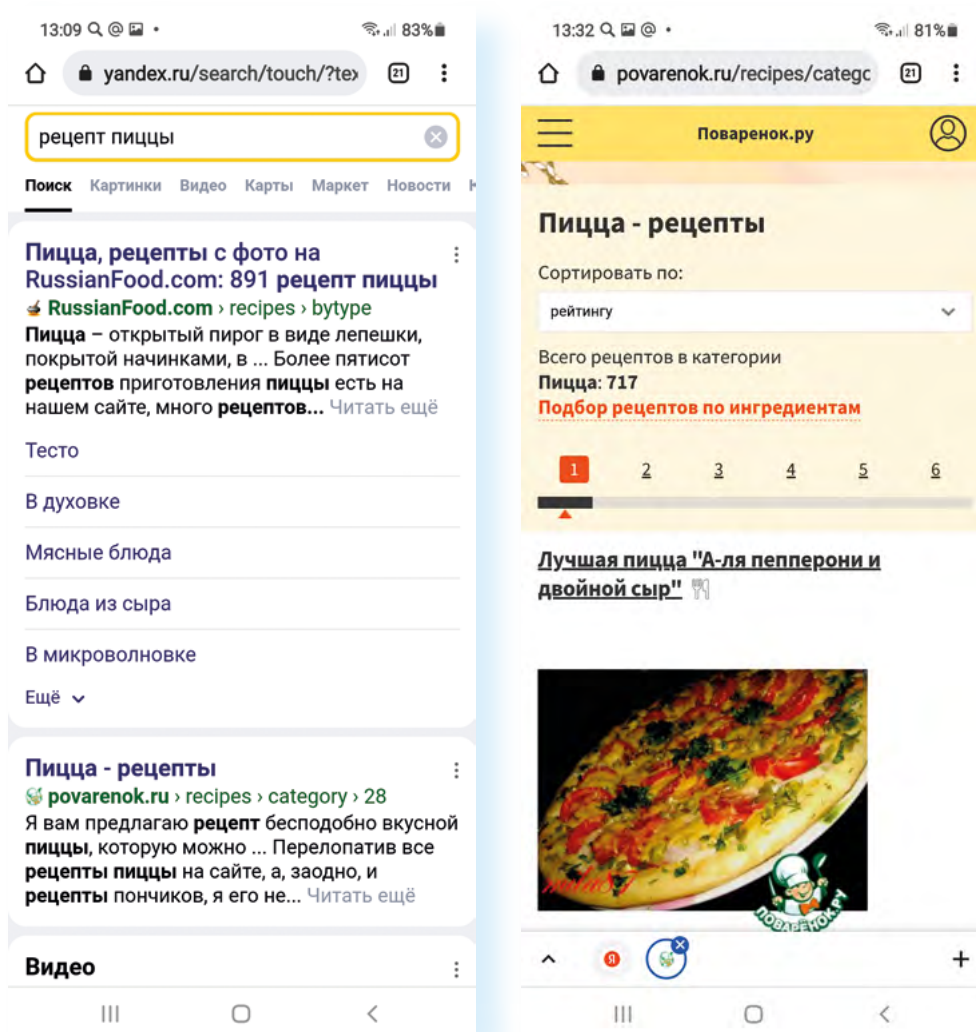 13:09
83%
yandex.ru/search/touch/?tex
21
рецепт пиццы
Поиск Картинки Видео Карты Маркет Новости
Пицца, рецепты с фото на
RussianFood.com: 891 рецепт пиццы
RussianFood.com › recipes › bytype
Пицца – открытый пирог в виде лепешки,
покрытой начинками, в ... Более пятисот
рецептов приготовления пиццы есть на
нашем сайте, много рецептов... Читать ещё
Тесто
В духовке
Мясные блюда
Блюда из сыра
В микроволновке
Ещё
Пицца - рецепты
povarenok.ru › recipes › category › 28
Я вам предлагаю рецепт бесподобно вкусной
пиццы, которую можно ... Перелопатив все
рецепты пиццы на сайте, а, заодно, и
рецепты пончиков, я его не... Читать ещё
Видео
13:32
81%
povarenok.ru/recipes/catego
21
Поваренок.ру
Пицца - рецепты
Сортировать по:
рейтингу
Всего рецептов в категории
Пицца: 717
Подбор рецептов по ингредиентам
1 2 3 4 5 6
Лучшая пицца "А-ля пепперони и
двойной сыр"
ПОВАРЁНОК.РУ
Я